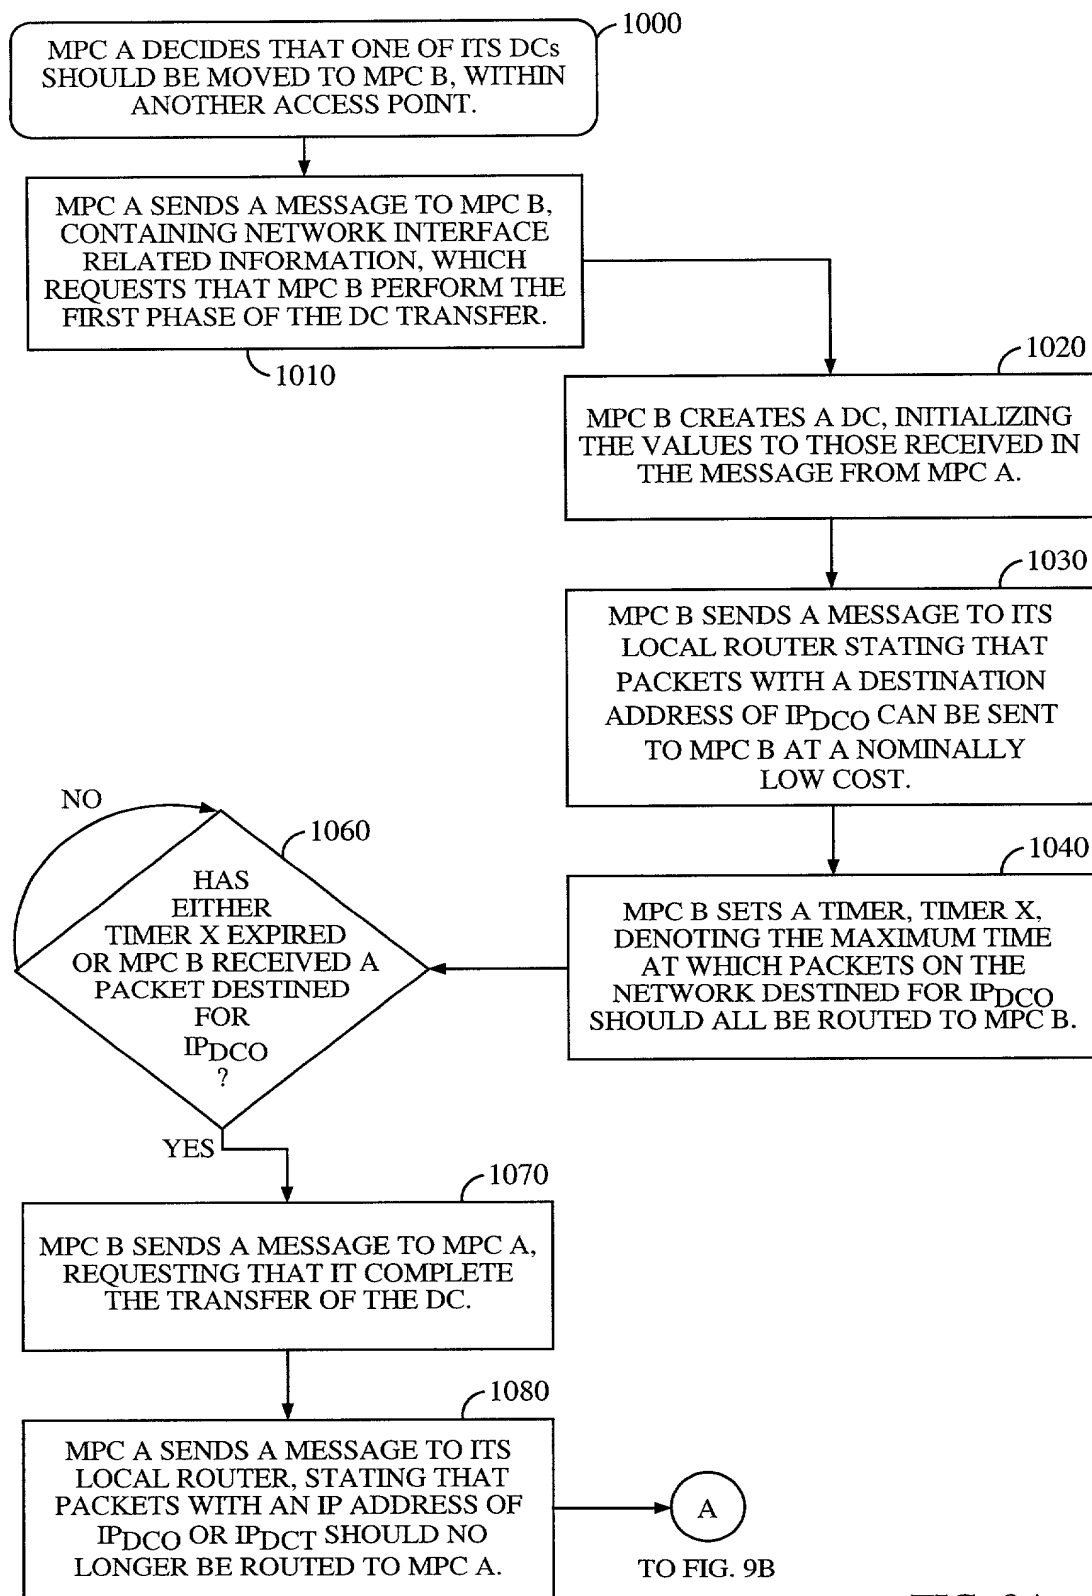 1000
MPC A DECIDES THAT ONE OF ITS DCs
SHOULD BE MOVED TO MPC B, WITHIN
ANOTHER ACCESS POINT.
MPC A SENDS A MESSAGE TO MPC B,
CONTAINING NETWORK INTERFACE
RELATED INFORMATION, WHICH
REQUESTS THAT MPC B PERFORM THE
FIRST PHASE OF THE DC TRANSFER.
1010
1020
MPC B CREATES A DC, INITIALIZING
THE VALUES TO THOSE RECEIVED IN
THE MESSAGE FROM MPC A.
1030
MPC B SENDS A MESSAGE TO ITS
LOCAL ROUTER STATING THAT
PACKETS WITH A DESTINATION
ADDRESS OF IPDCO CAN BE SENT
TO MPC B AT A NOMINALLY
LOW COST.
1040
MPC B SETS A TIMER, TIMER X,
DENOTING THE MAXIMUM TIME
AT WHICH PACKETS ON THE
NETWORK DESTINED FOR IPDCO
SHOULD ALL BE ROUTED TO MPC B.
NO
1060
HAS
EITHER
TIMER X EXPIRED
OR MPC B RECEIVED A
PACKET DESTINED
FOR
IPDCO
?
YES
1070
MPC B SENDS A MESSAGE TO MPC A,
REQUESTING THAT IT COMPLETE
THE TRANSFER OF THE DC.
1080
MPC A SENDS A MESSAGE TO ITS
LOCAL ROUTER, STATING THAT
PACKETS WITH AN IP ADDRESS OF
IPDCO OR IPDCT SHOULD NO
LONGER BE ROUTED TO MPC A.
A
TO FIG. 9B